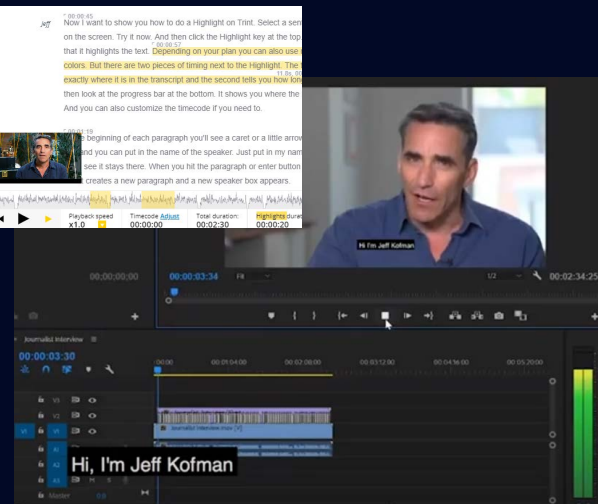 00:00:45
Jeff
Now I want to show you how to do a Highlight on Trint. Select a sen
on the screen. Try it now. And then click the Highlight key at the top.
00:00:57
that it highlights the text. Depending on your plan you can also use
colors. But there are two pieces of timing next to the Highlight. The f
11.8s, 00
exactly where it is in the transcript and the second tells you how lon
then look at the progress bar at the bottom. It shows you where the
And you can also customize the timecode if you need to.
00:01:19
e beginning of each paragraph you'll see a caret or a little arrow
and you can put in the name of the speaker. Just put in my nam
see it stays there. When you hit the paragraph or enter button
creates a new paragraph and a new speaker box appears.
Playback speed
x1.0
Timecode Adjust
00:00:00
Total duration:
00:02:30
Highlights durat
00:00:20
Hi I'm Jeff Kofman
00;00;00;00
00:00:03:34
Fit
1/2
00:02:34:25
Journalist Interview
00:00:03:30
:00:00
00:01:04:00
00:02:08:00
00:03:12:00
00:04:16:00
00:05:20:00
V3
V2
V1
V1
Journalist Interview.mov [V]
A1
A2
A3
M
S
Hi, I'm Jeff Kofman
Master
0.0